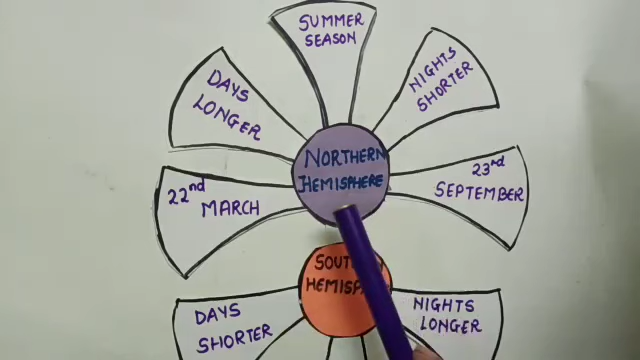 SUMMER
SEASON
DAYS
LONGER
NIGHTS
SHORTER
22nd
MARCH
NORTHERN
HEMISPHERE
23rd
SEPTEMBER
DAYS
SHORTER
NIGHTS
LONGER